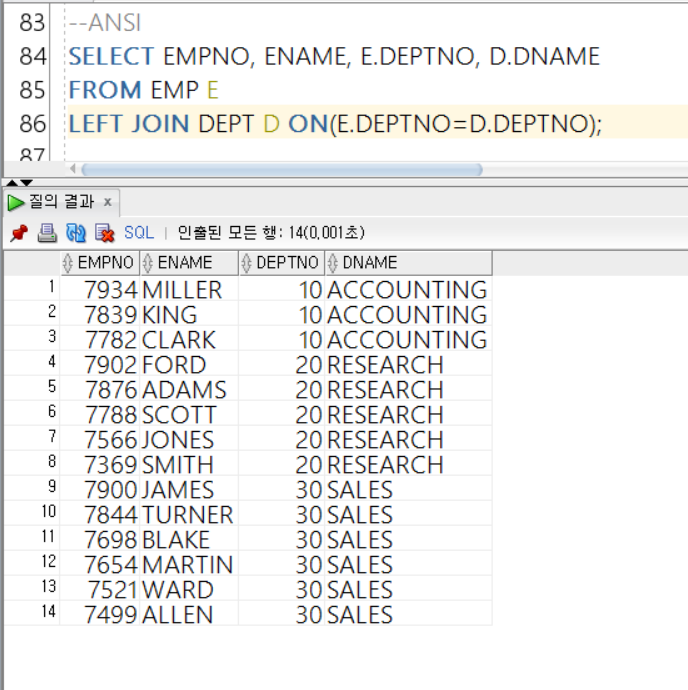 83 --ANSI
84 SELECT EMPNO, ENAME, E.DEPTNO, D.DNAME
85 FROM EMP E
86 LEFT JOIN DEPT D ON(E.DEPTNO=D.DEPTNO);
87
질의 결과 x
SQL | 인출된 모든 행: 14(0,001초)
EMPNO ENAME DEPTNO DNAME
1 7934 MILLER 10 ACCOUNTING
2 7839 KING 10 ACCOUNTING
3 7782 CLARK 10 ACCOUNTING
4 7902 FORD 20 RESEARCH
5 7876 ADAMS 20 RESEARCH
6 7788 SCOTT 20 RESEARCH
7 7566 JONES 20 RESEARCH
8 7369 SMITH 20 RESEARCH
9 7900 JAMES 30 SALES
10 7844 TURNER 30 SALES
11 7698 BLAKE 30 SALES
12 7654 MARTIN 30 SALES
13 7521 WARD 30 SALES
14 7499 ALLEN 30 SALES